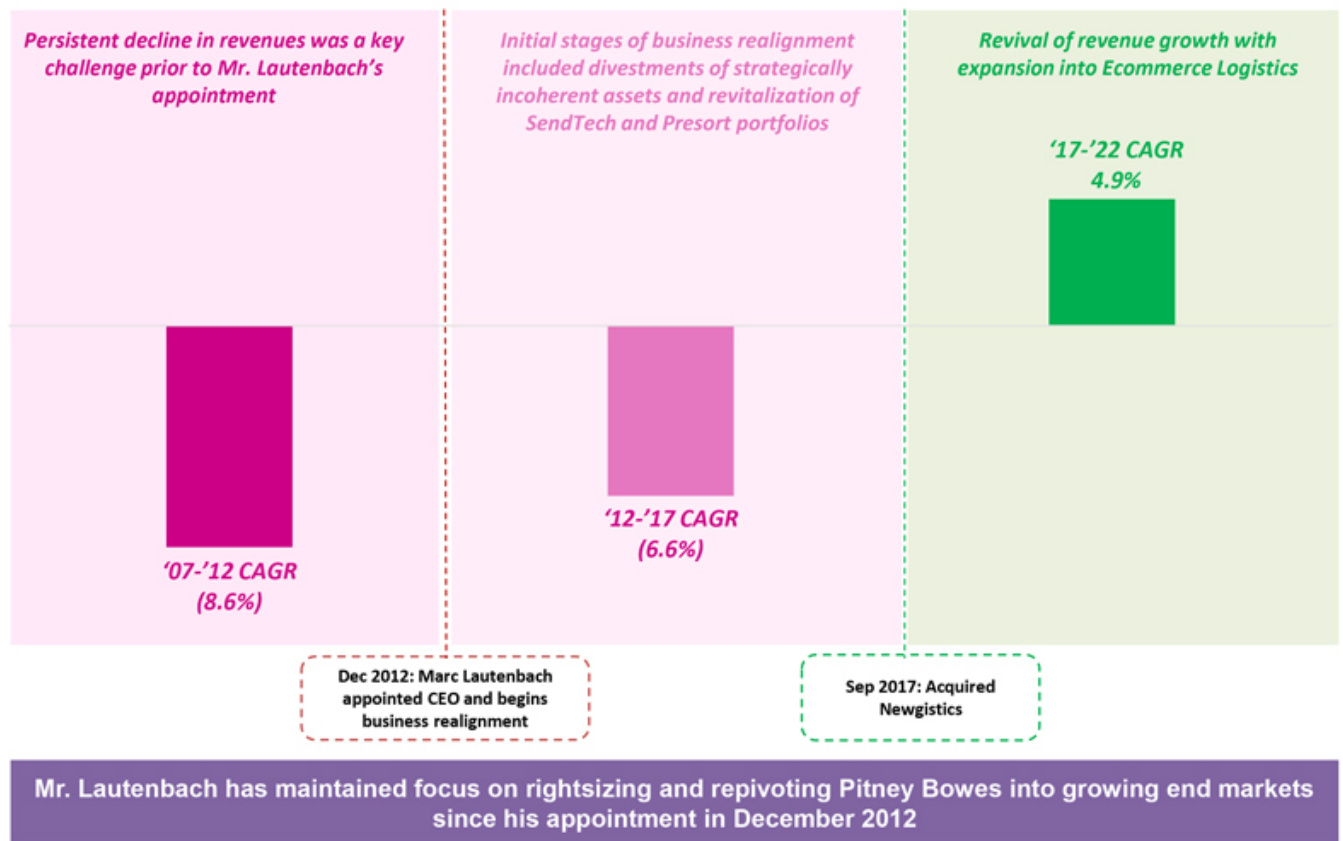 Persistent decline in revenues was a key
challenge prior to Mr. Lautenbach’s
appointment
Initial stages of business realignment
included divestments of strategically
incoherent assets and revitalization of
SendTech and Presort portfolios
Revival of revenue growth with
expansion into Ecommerce Logistics
‘17-’22 CAGR
4.9%
‘12-’17 CAGR
(6.6%)
‘07-’12 CAGR
(8.6%)
Dec 2012: Marc Lautenbach
appointed CEO and begins
business realignment
Sep 2017: Acquired
Newgistics
Mr. Lautenbach has maintained focus on rightsizing and repivoting Pitney Bowes into growing end markets
since his appointment in December 2012